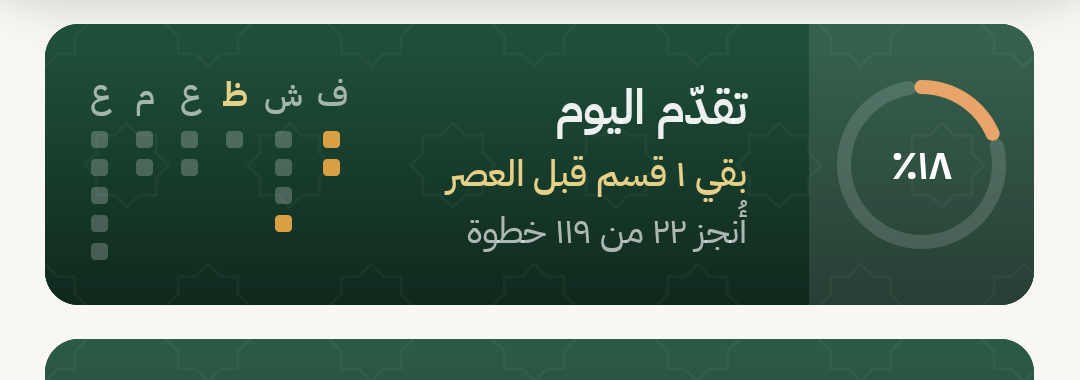 ٪١٨
تقدّم اليوم
بقي ١ قسم قبل العصر
أُنجز ٢٢ من ١١٩ خطوة
ف ش ظ ع م ع